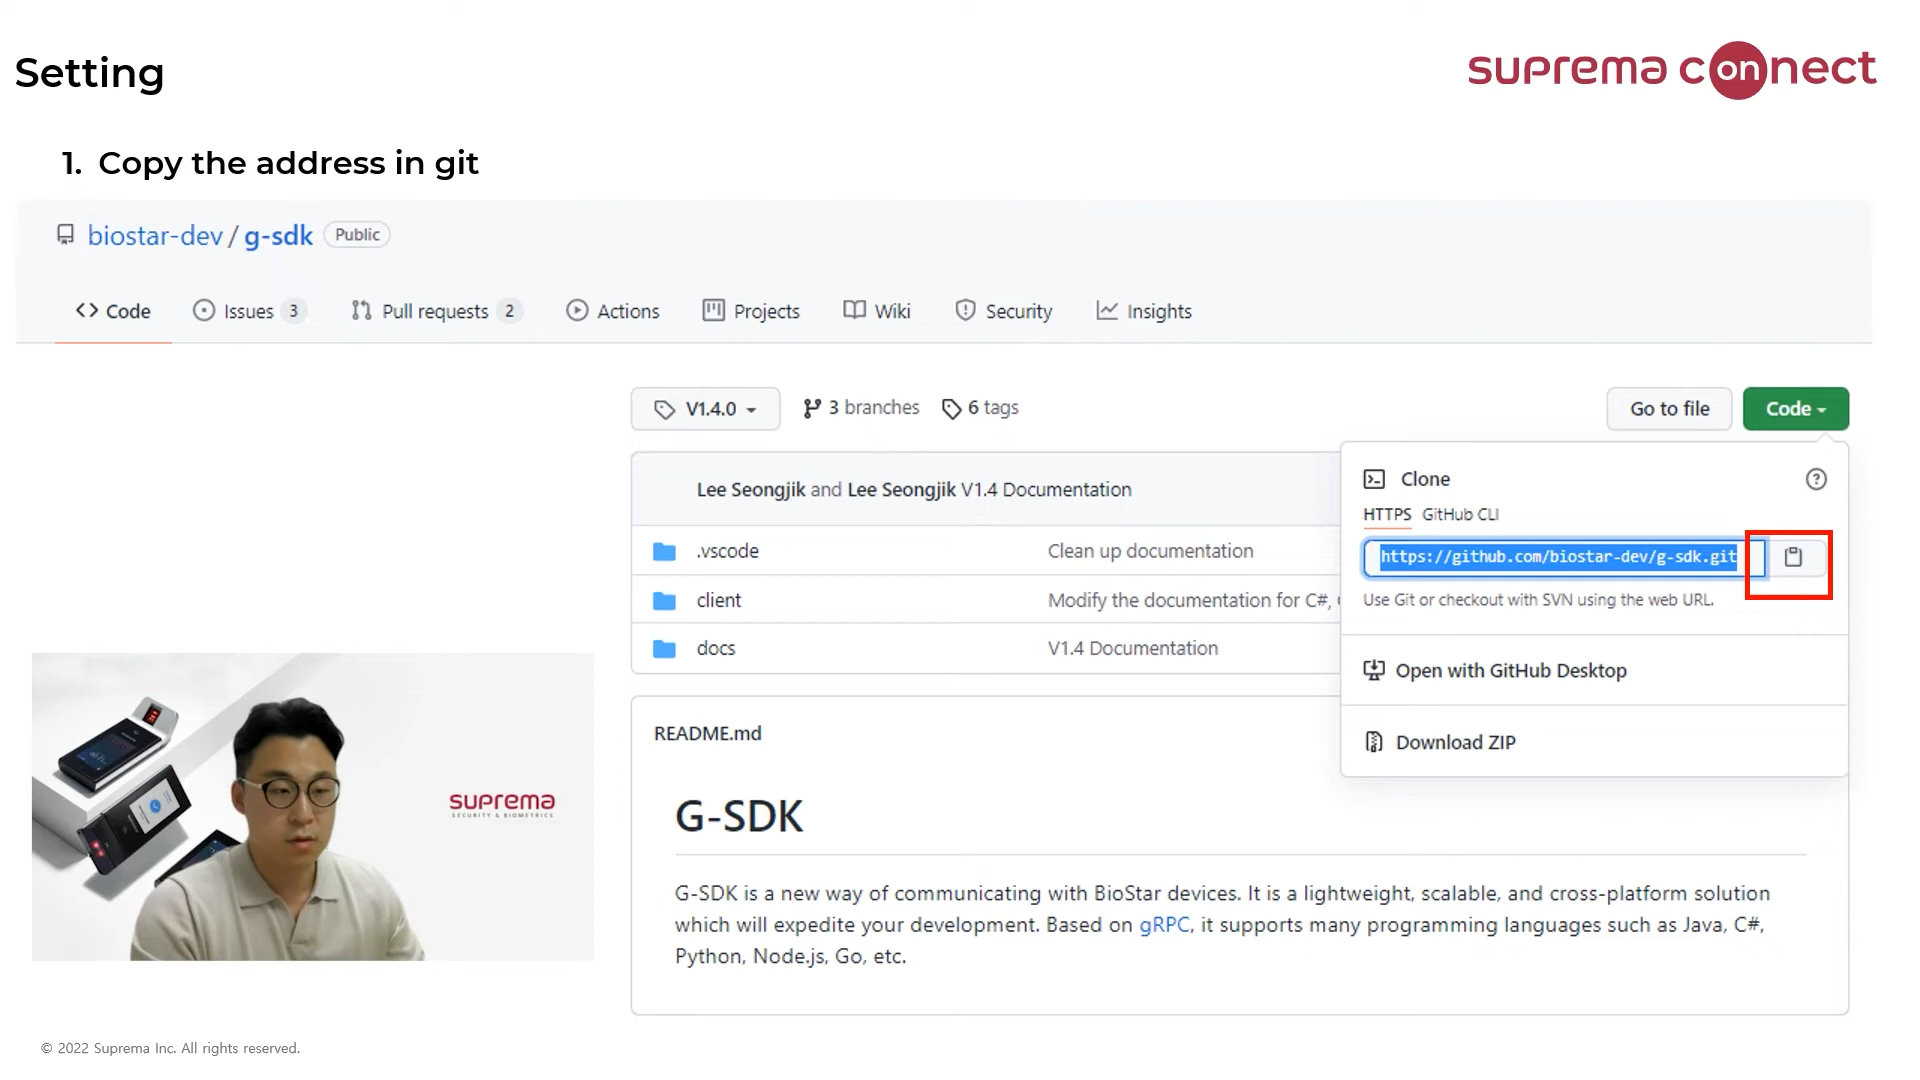 Setting
suprema connect
1. Copy the address in git
biostar-dev / g-sdk Public
Code Issues 3 Pull requests 2 Actions Projects Wiki Security Insights
V1.4.0 3 branches 6 tags Go to file Code
Lee Seongjik and Lee Seongjik V1.4 Documentation
.vscode Clean up documentation
client Modify the documentation for C#,
docs V1.4 Documentation
Clone
HTTPS GitHub CLI
https://github.com/biostar-dev/g-sdk.git
Use Git or checkout with SVN using the web URL.
Open with GitHub Desktop
Download ZIP
README.md
G-SDK
G-SDK is a new way of communicating with BioStar devices. It is a lightweight, scalable, and cross-platform solution
which will expedite your development. Based on gRPC, it supports many programming languages such as Java, C#,
Python, Node.js, Go, etc.
suprema
SECURITY & BIOMETRICS
© 2022 Suprema Inc. All rights reserved.